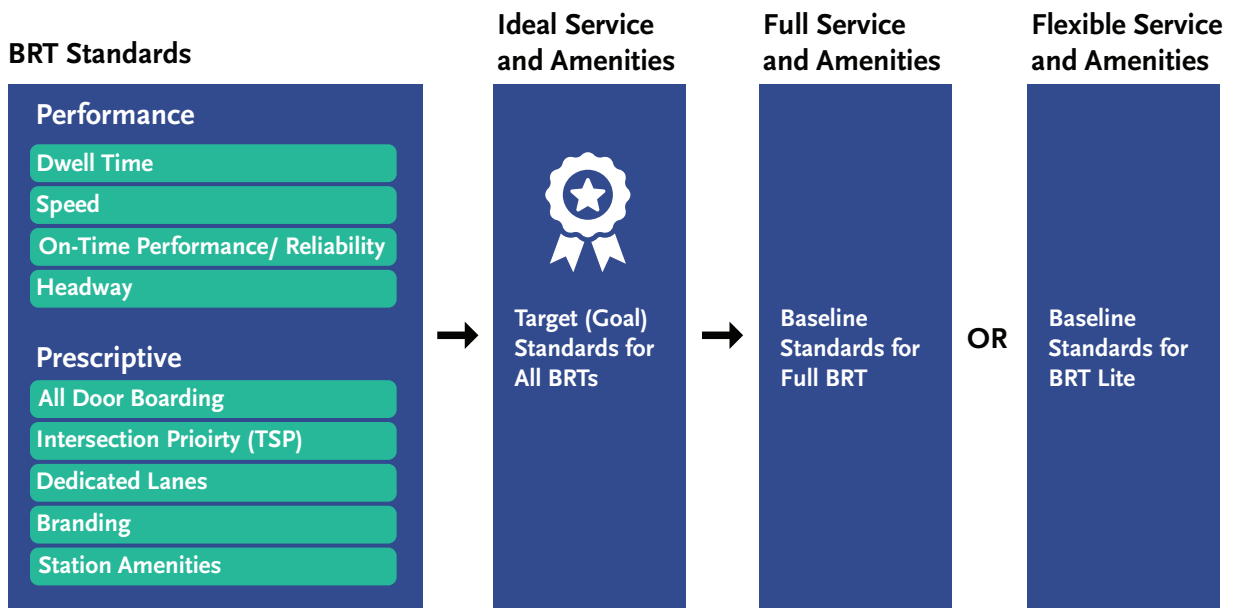 BRT Standards
Performance
Dwell Time
Speed
On-Time Performance/ Reliability
Headway
Prescriptive
All Door Boarding
Intersection Prioirty (TSP)
Dedicated Lanes
Branding
Station Amenities
Ideal Service
and Amenities
Target (Goal)
Standards for
All BRTs
Full Service
and Amenities
Baseline
Standards for
Full BRT
OR
Flexible Service
and Amenities
Baseline
Standards for
BRT Lite